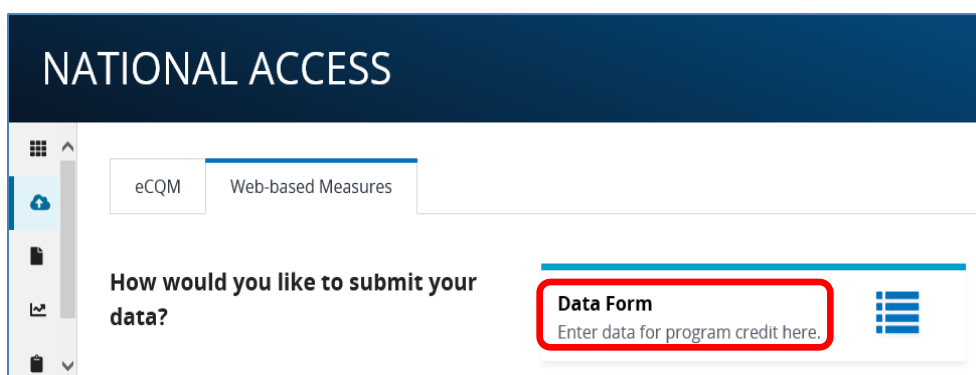 NATIONAL ACCESS
eCQM Web-based Measures
How would you like to submit your
data?
Data Form
Enter data for program credit here.